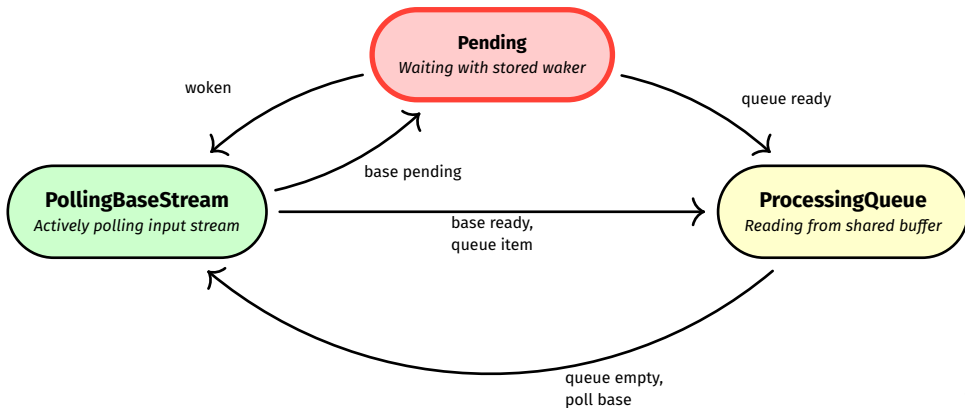 Pending
Waiting with stored waker
woken
queue ready
base pending
PollingBaseStream
Actively polling input stream
ProcessingQueue
Reading from shared buffer
base ready,
queue item
queue empty,
poll base